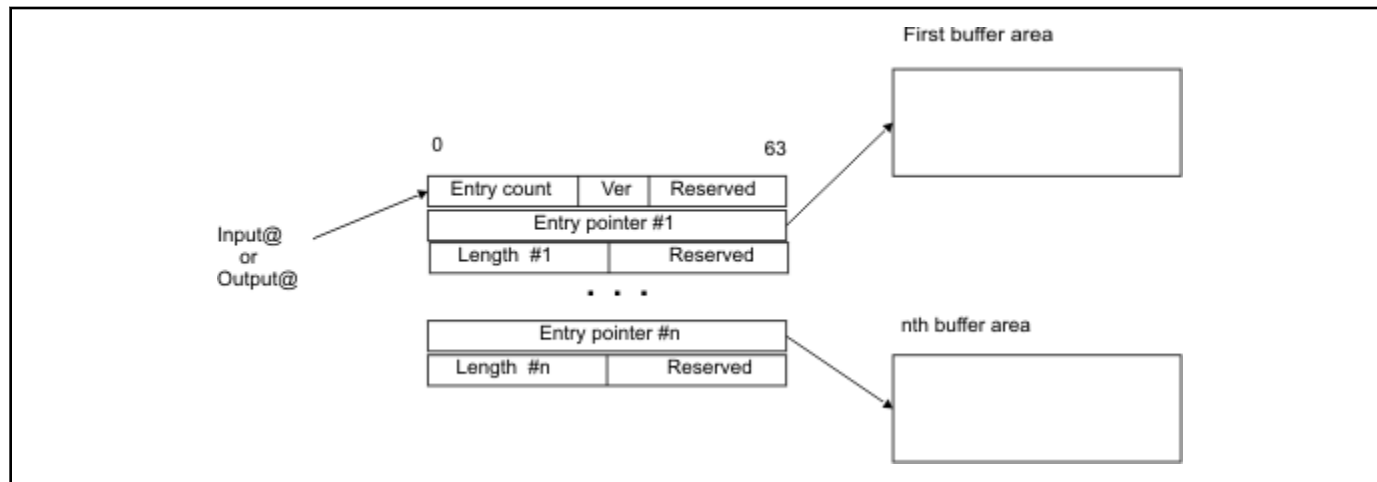 First buffer area
0 63
Entry count Ver Reserved
Entry pointer #1
Input@
or
Output@
Length #1 Reserved
. . .
Entry pointer #n
nth buffer area
Length #n Reserved